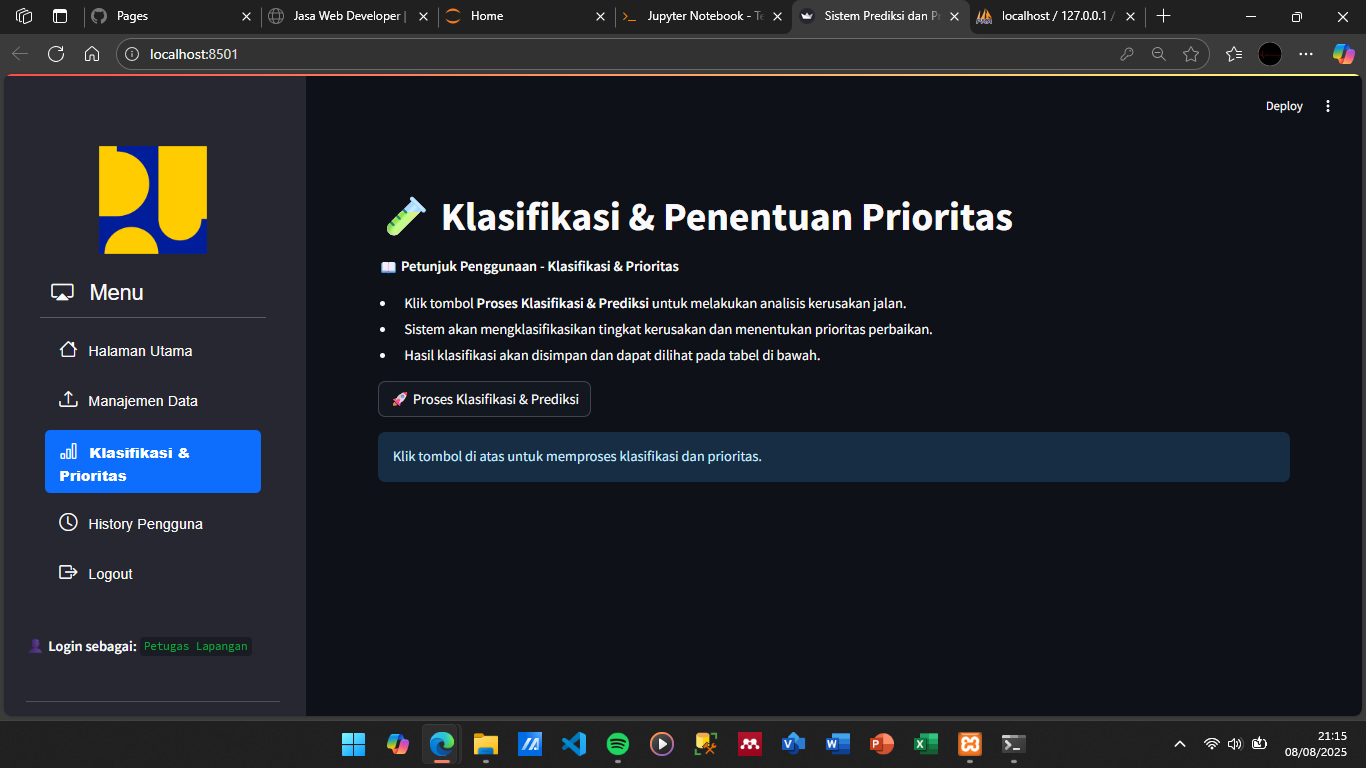 Pages
Jasa Web Developer |
Home
Jupyter Notebook - Te
Sistem Prediksi dan Pr
localhost / 127.0.0.1 /
localhost:8501
Deploy
Menu
Halaman Utama
Manajemen Data
Klasifikasi &
Prioritas
History Pengguna
Logout
Login sebagai: Petugas Lapangan
Klasifikasi & Penentuan Prioritas
Petunjuk Penggunaan - Klasifikasi & Prioritas
• Klik tombol Proses Klasifikasi & Prediksi untuk melakukan analisis kerusakan jalan.
• Sistem akan mengklasifikasikan tingkat kerusakan dan menentukan prioritas perbaikan.
• Hasil klasifikasi akan disimpan dan dapat dilihat pada tabel di bawah.
Proses Klasifikasi & Prediksi
Klik tombol di atas untuk memproses klasifikasi dan prioritas.
21:15
08/08/2025